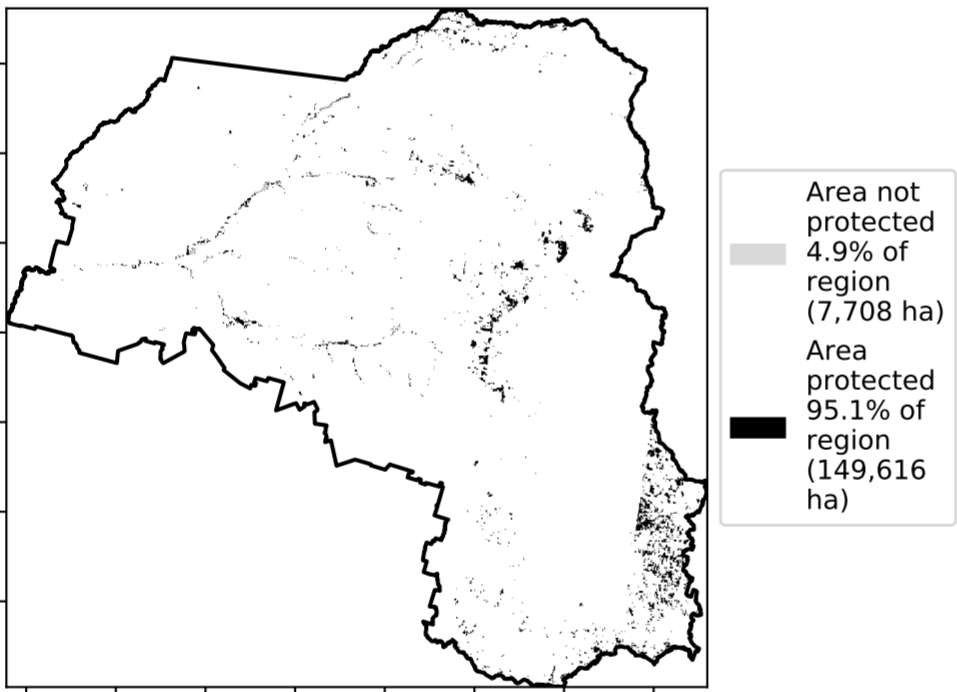 Area not
protected
4.9% of
region
(7,708 ha)
Area
protected
95.1% of
region
(149,616
ha)